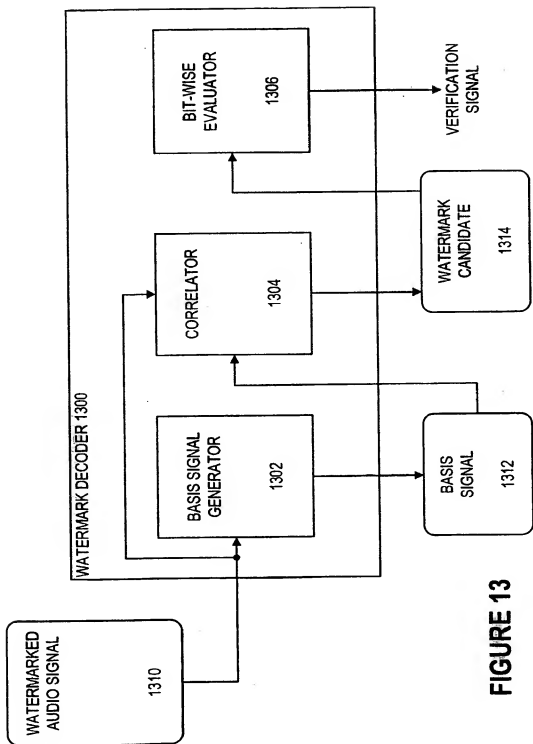 WATERMARKED
AUDIO SIGNAL
1310
WATERMARK DECODER 1300
BASIS SIGNAL
GENERATOR
1302
CORRELATOR
1304
BIT-WISE
EVALUATOR
1306
BASIS
SIGNAL
1312
WATERMARK
CANDIDATE
1314
VERIFICATION
SIGNAL
FIGURE 13